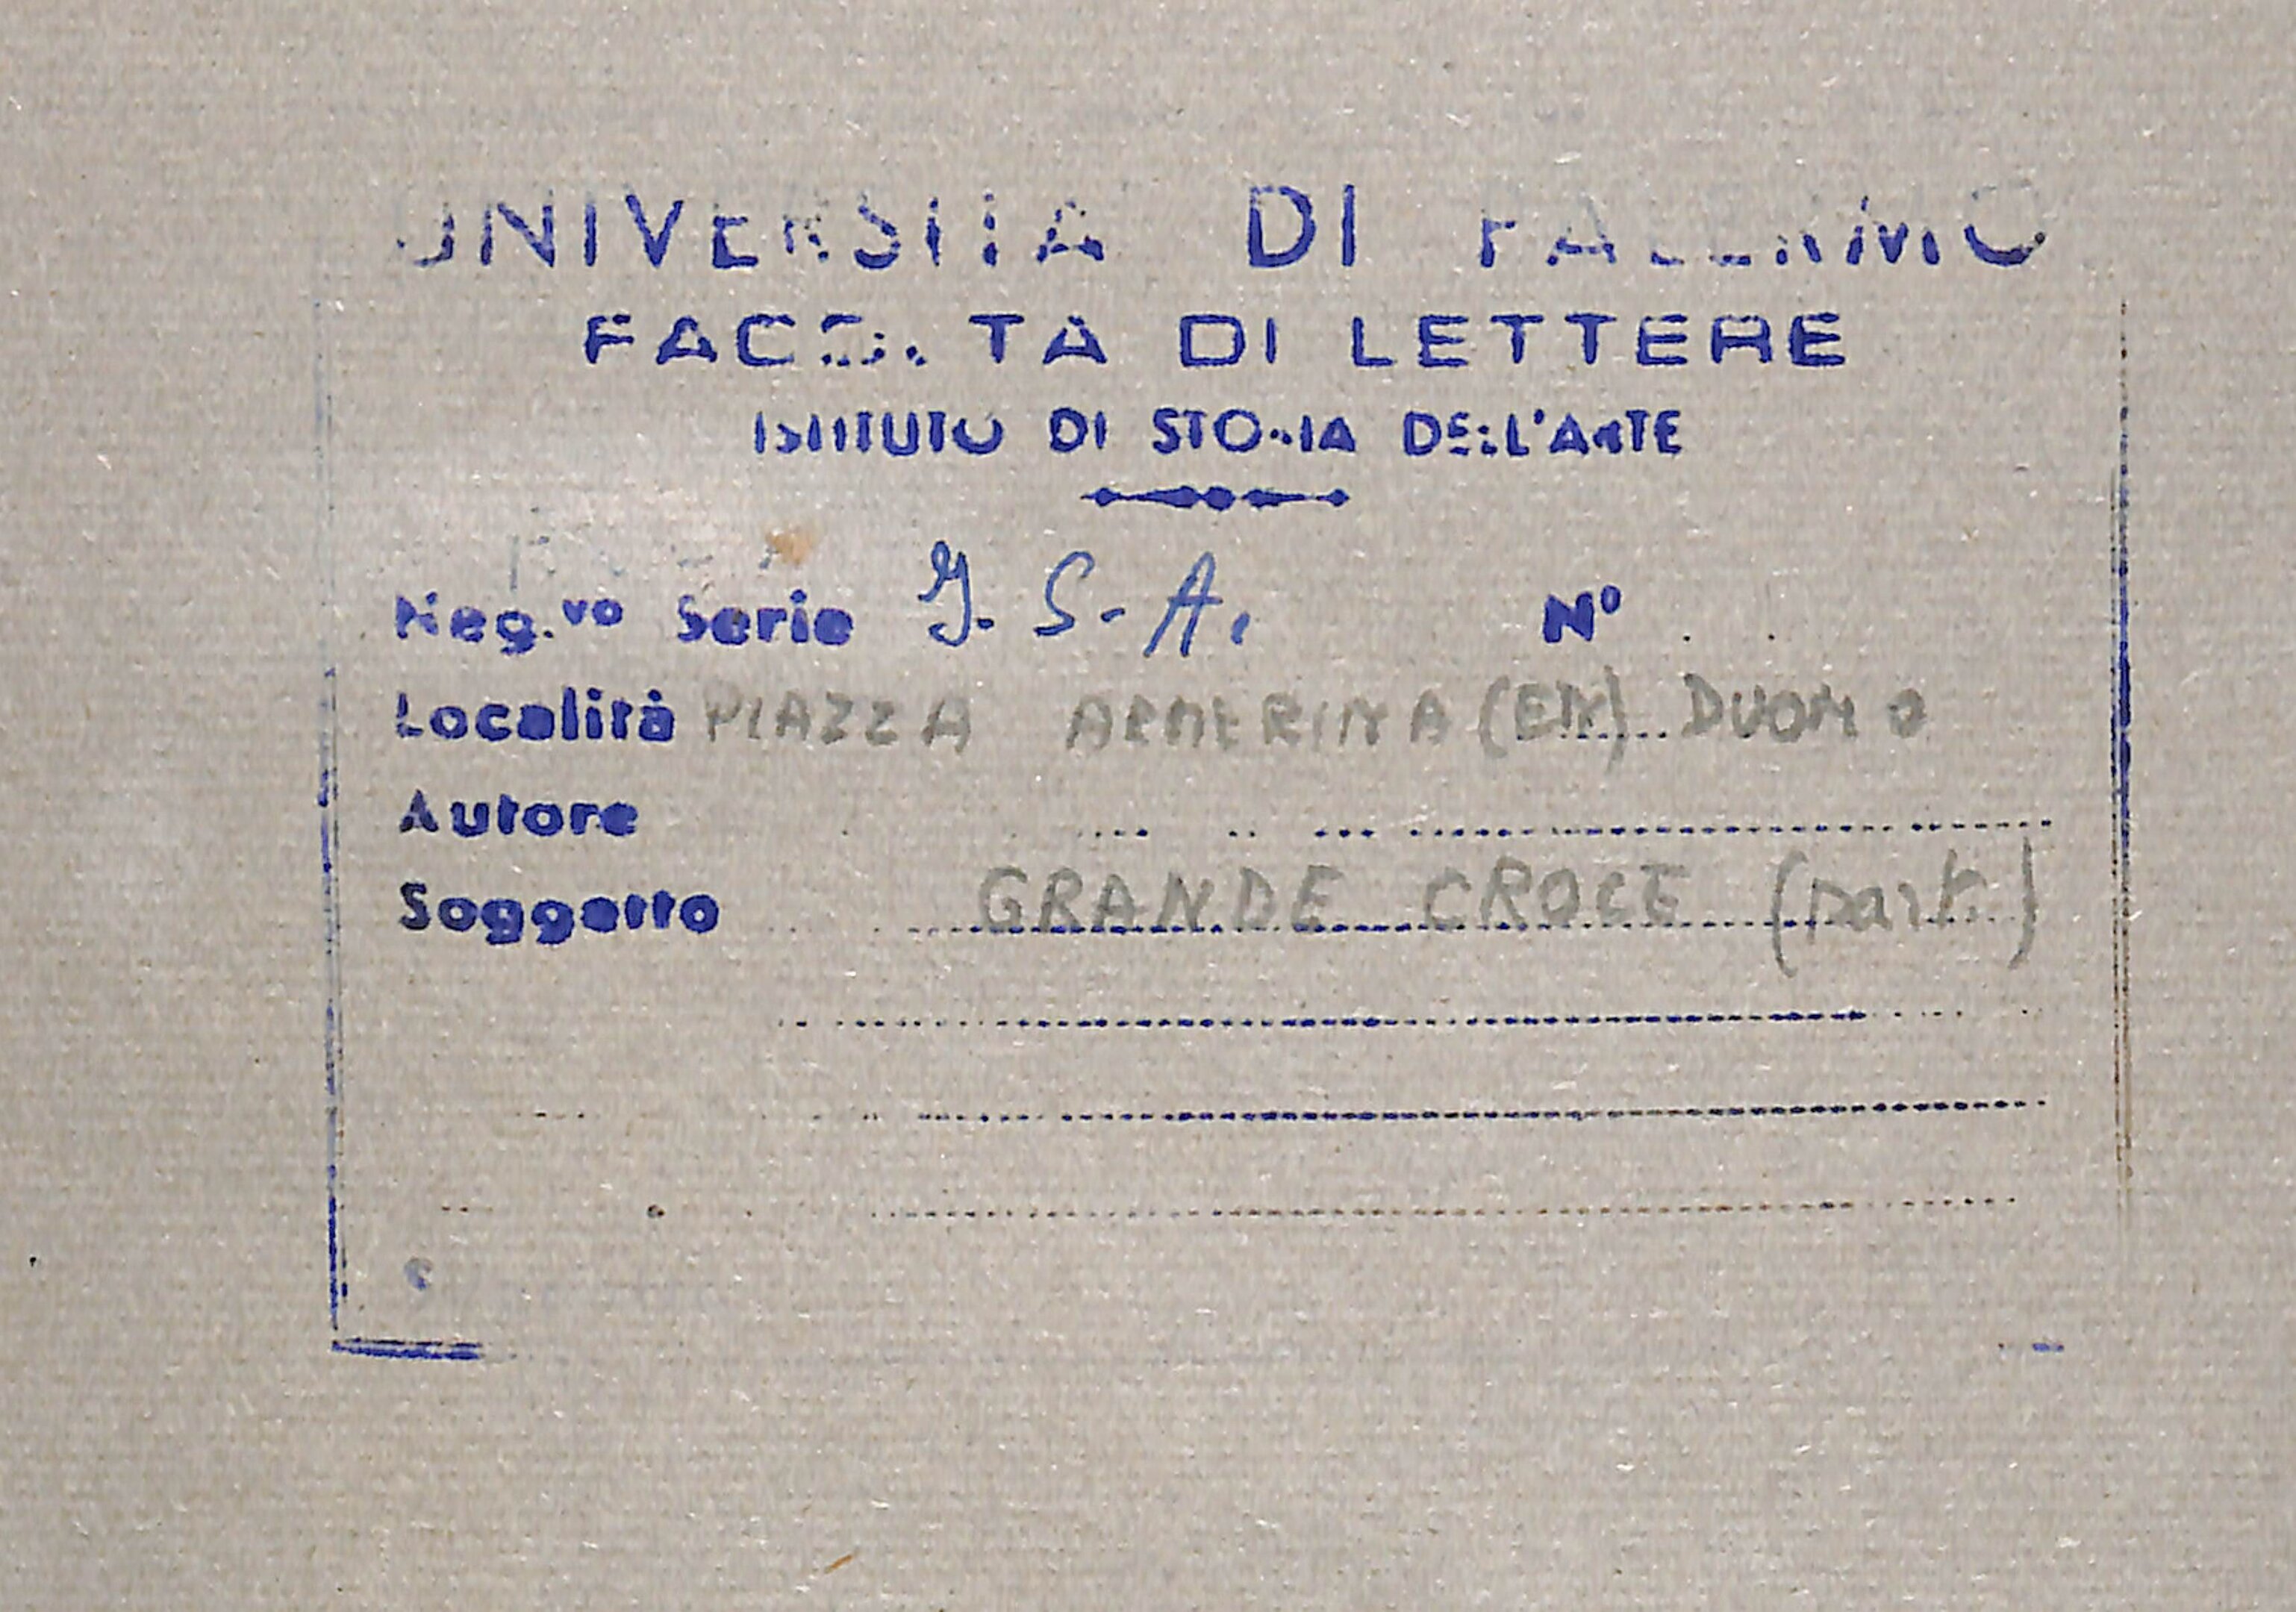 UNIVERSITA DI PALERMO
FACOLTA DI LETTERE
ISTITUTO DI STORIA DELL'ARTE
Neg.vo Serie I. S. A. Nº
Località PIAZZA ARMERINA (EN) DUOMO
Autore
Soggetto GRANDE CROCE (part.)